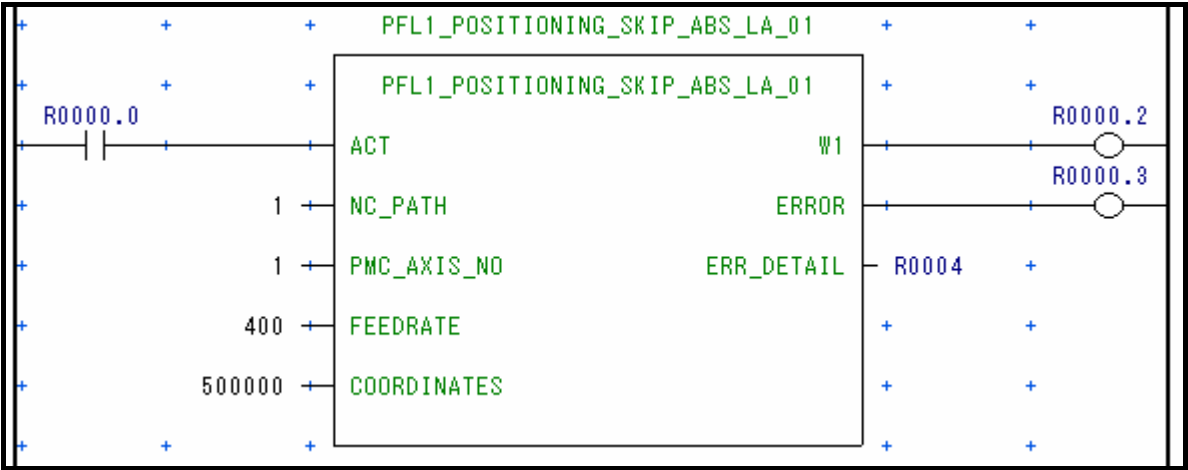 PFL1_POSITIONING_SKIP_ABS_LA_01
PFL1_POSITIONING_SKIP_ABS_LA_01
R0000.0 R0000.2
ACT W1
R0000.3
1 NC_PATH ERROR
1 PMC_AXIS_NO ERR_DETAIL R0004
400 FEEDRATE
500000 COORDINATES